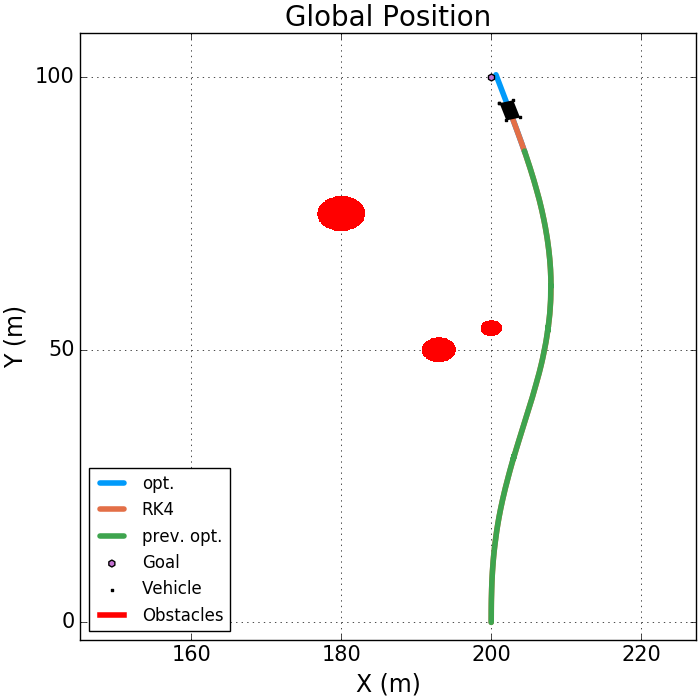 Global Position
100
50
0
Y (m)
opt.
RK4
prev. opt.
Goal
Vehicle
Obstacles
160 180 200 220
X (m)